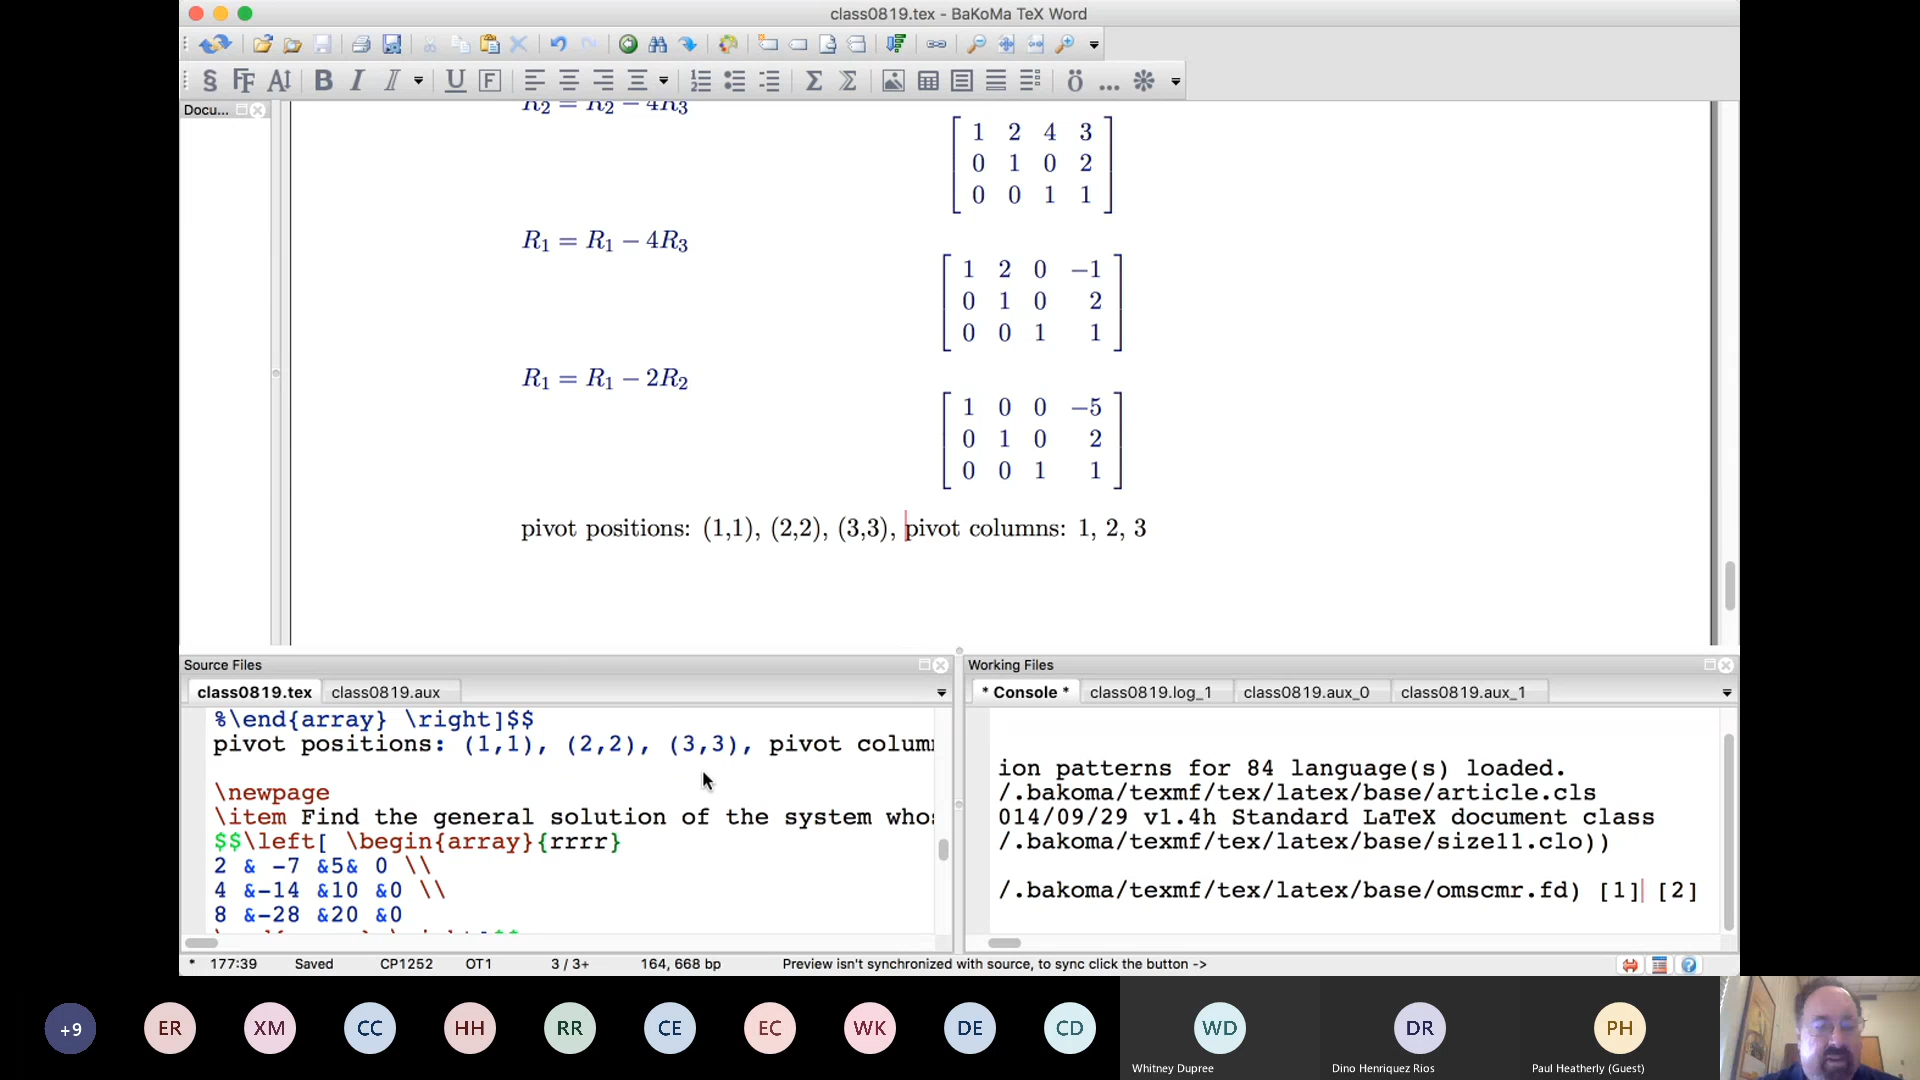 class0819.tex - BaKoMa TeX Word
Docu...
R2 = R2 − 4R3
1 2 4 3
0 1 0 2
0 0 1 1
R1 = R1 − 4R3
1 2 0 −1
0 1 0 2
0 0 1 1
R1 = R1 − 2R2
1 0 0 −5
0 1 0 2
0 0 1 1
pivot positions: (1,1), (2,2), (3,3), pivot columns: 1, 2, 3
Source Files
class0819.tex class0819.aux
%\end{array} \right]$$
pivot positions: (1,1), (2,2), (3,3), pivot colum
\newpage
\item Find the general solution of the system who
$$\left[ \begin{array}{rrrr}
2 & -7 &5& 0 \\
4 &-14 &10 &0 \\
8 &-28 &20 &0
Working Files
* Console * class0819.log_1 class0819.aux_0 class0819.aux_1
ion patterns for 84 language(s) loaded.
/.bakoma/texmf/tex/latex/base/article.cls
014/09/29 v1.4h Standard LaTeX document class
/.bakoma/texmf/tex/latex/base/size11.clo))
/.bakoma/texmf/tex/latex/base/omscmr.fd) [1] [2]
* 177:39 Saved CP1252 OT1 3 / 3+ 164, 668 bp Preview isn't synchronized with source, to sync click the button ->
+9 ER XM CC HH RR CE EC WK DE CD WD DR PH
Whitney Dupree Dino Henriquez Rios Paul Heatherly (Guest)